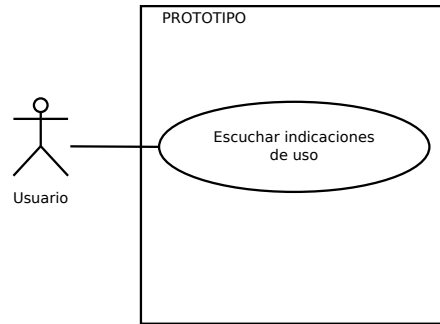 PROTOTIPO
Escuchar indicaciones
de uso
Usuario